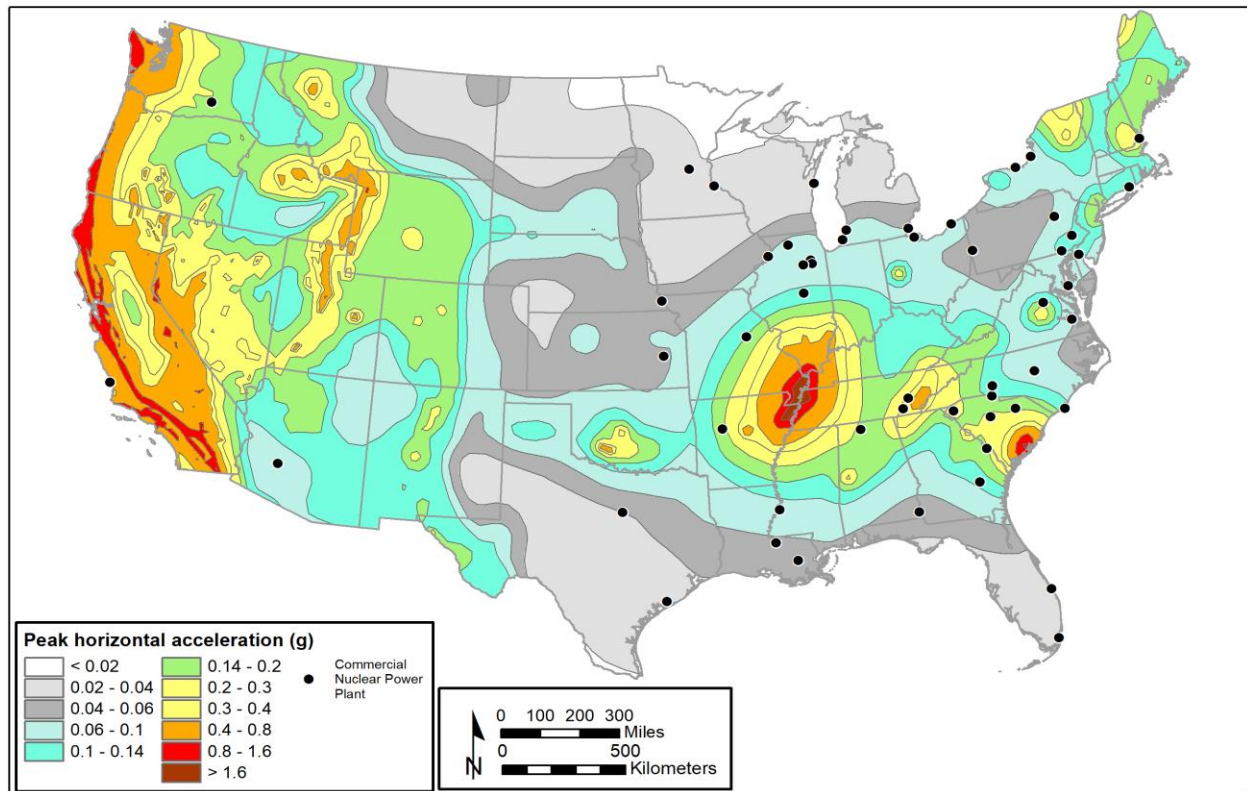 Peak horizontal acceleration (g)
< 0.02
0.02 - 0.04
0.04 - 0.06
0.06 - 0.1
0.1 - 0.14
0.14 - 0.2
0.2 - 0.3
0.3 - 0.4
0.4 - 0.8
0.8 - 1.6
> 1.6
Commercial
Nuclear Power
Plant
N
0 100 200 300
Miles
0 500
Kilometers